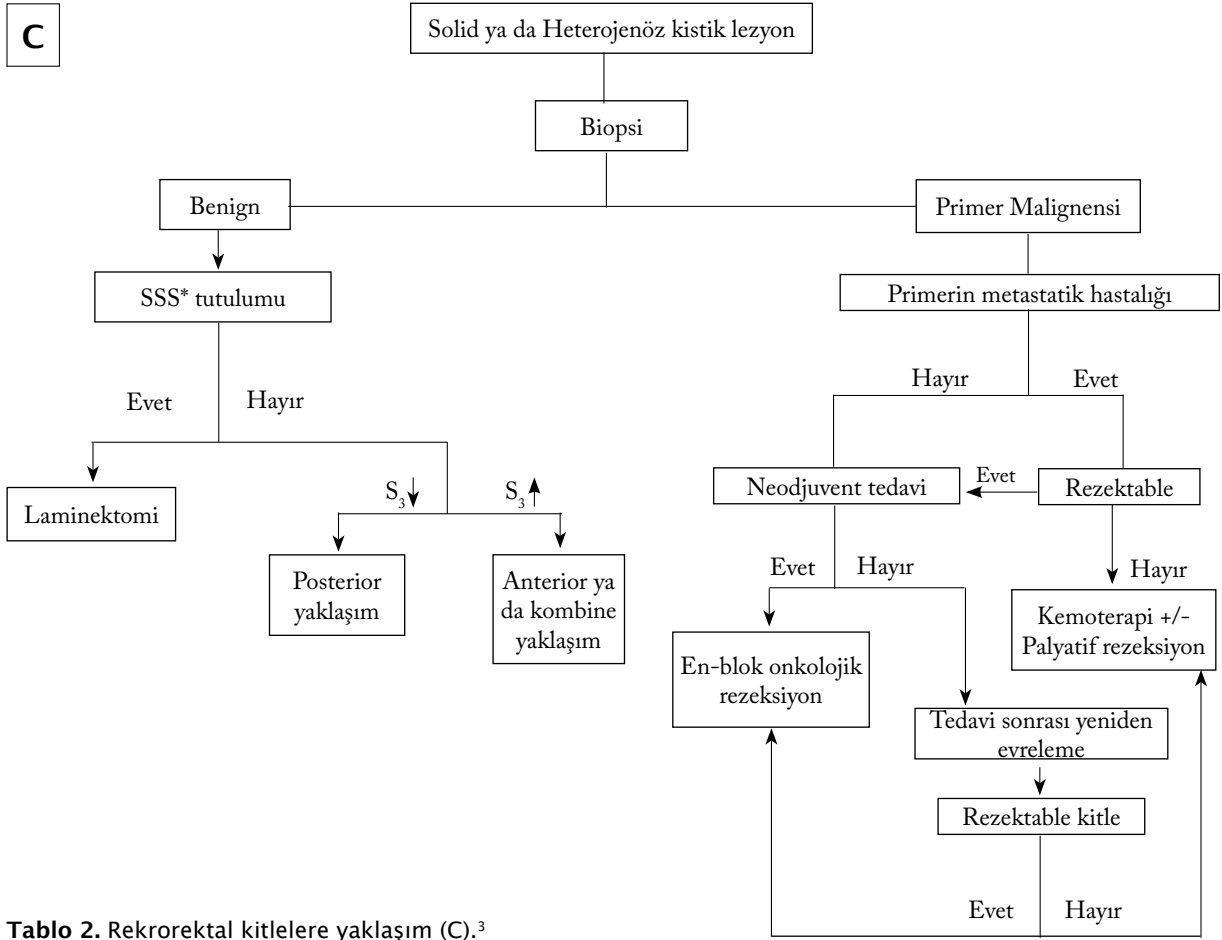 C
Solid ya da Heterojenöz kistik lezyon
Biopsi
Benign
Primer Malignensi
SSS* tutulumu
Primerin metastatik hastalığı
Evet
Hayır
Hayır
Evet
Laminektomi
S3
S3
Posterior
yaklaşım
Anterior ya
da kombine
yaklaşım
Neodjuvent tedavi
Evet
Rezektable
Evet
Hayır
Hayır
En-blok onkolojik
rezeksiyon
Kemoterapi +/-
Palyatif rezeksiyon
Tedavi sonrası yeniden
evreleme
Rezektable kitle
Evet
Hayır
Tablo 2. Rekrorektal kitlelere yaklaşım (C).3